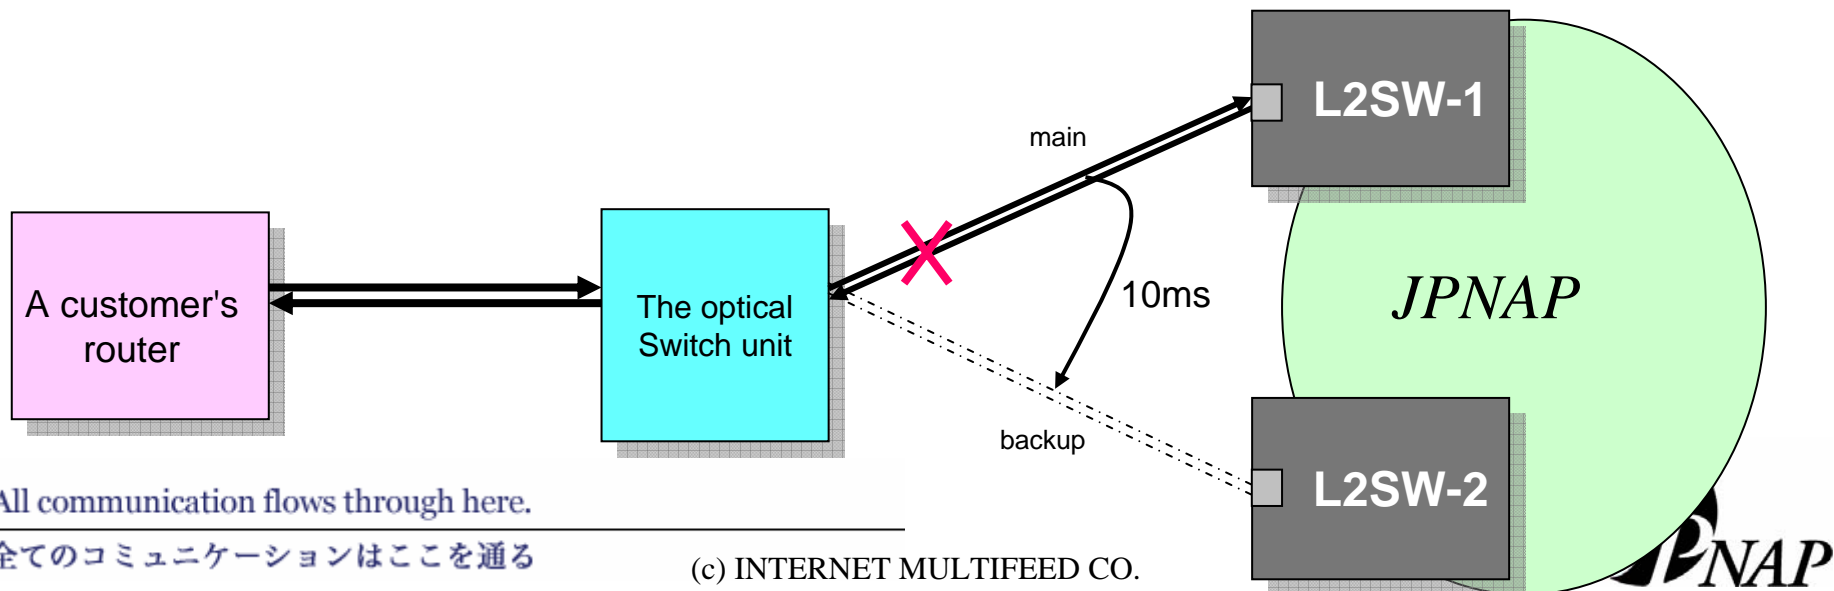 L2SW-1
main
A customer's
router
The optical
Switch unit
10ms
JPNAP
backup
L2SW-2
All communication flows through here.
全てのコミュニケーションはここを通る
(c) INTERNET MULTIFEED CO.
JPNAP